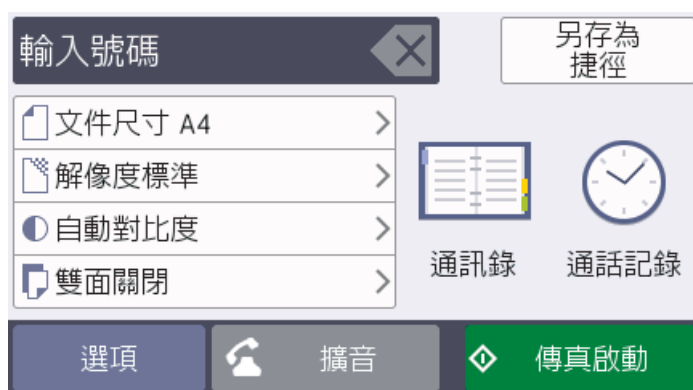 輸入號碼
另存為
捷徑
文件尺寸 A4
解像度標準
自動對比度
雙面關閉
通訊錄
通話記錄
選項
擴音
傳真啟動